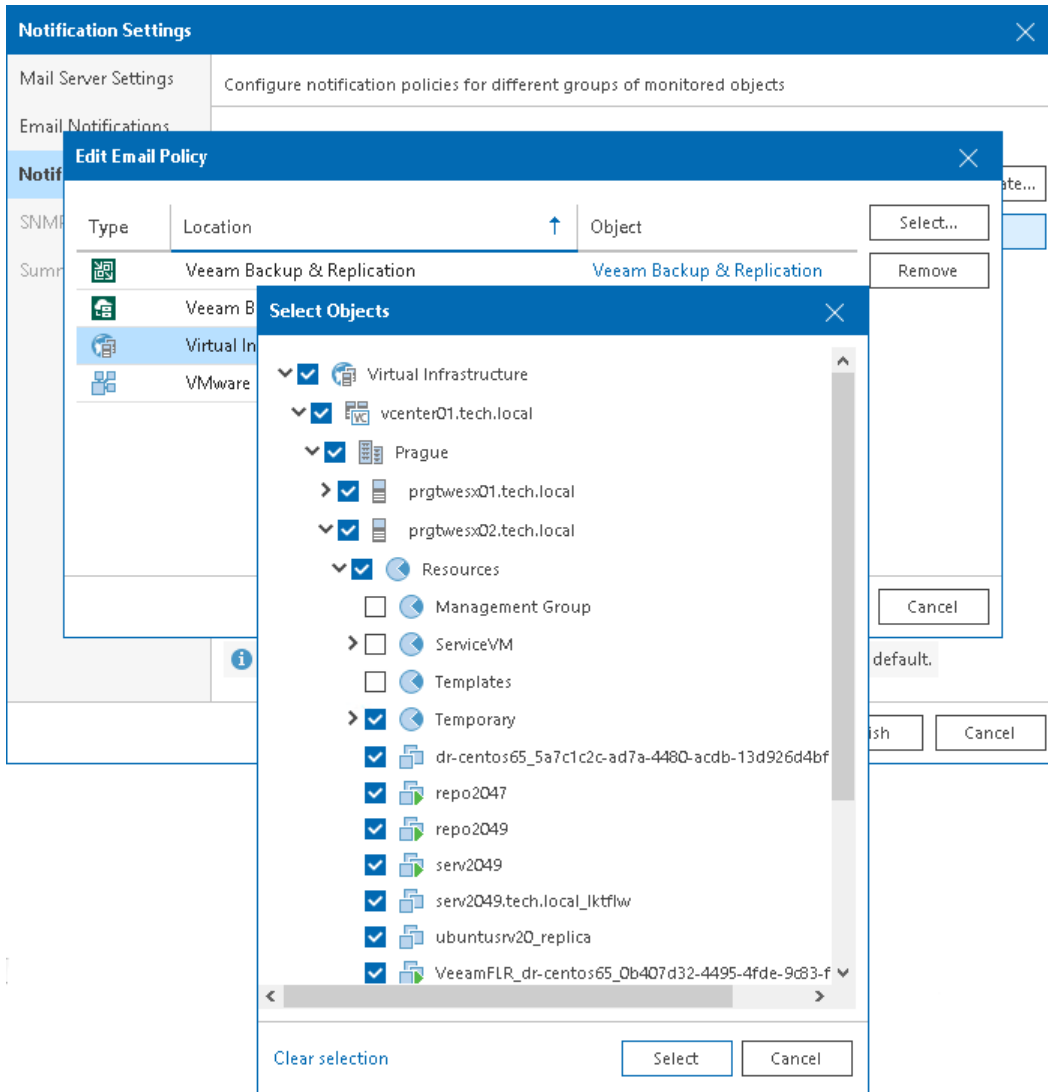 Notification Settings
Mail Server Settings
Configure notification policies for different groups of monitored objects
Email Notifications
Edit Email Policy
Type Location Object Select...
Veeam Backup & Replication Veeam Backup & Replication Remove
Select Objects
Virtual Infrastructure
VMware
vcenter01.tech.local
Prague
prgtwesx01.tech.local
prgtwesx02.tech.local
Resources
Management Group
ServiceVM
Templates
Temporary
dr-centos65_5a7c1c2c-ad7a-4480-acdb-13d926d4bf
repo2047
repo2049
serv2049
serv2049.tech.local_lktflw
ubuntusrv20_replica
VeeamFLR_dr-centos65_0b407d32-4495-4fde-9c83-f
Clear selection Select Cancel
Cancel
default.
Cancel